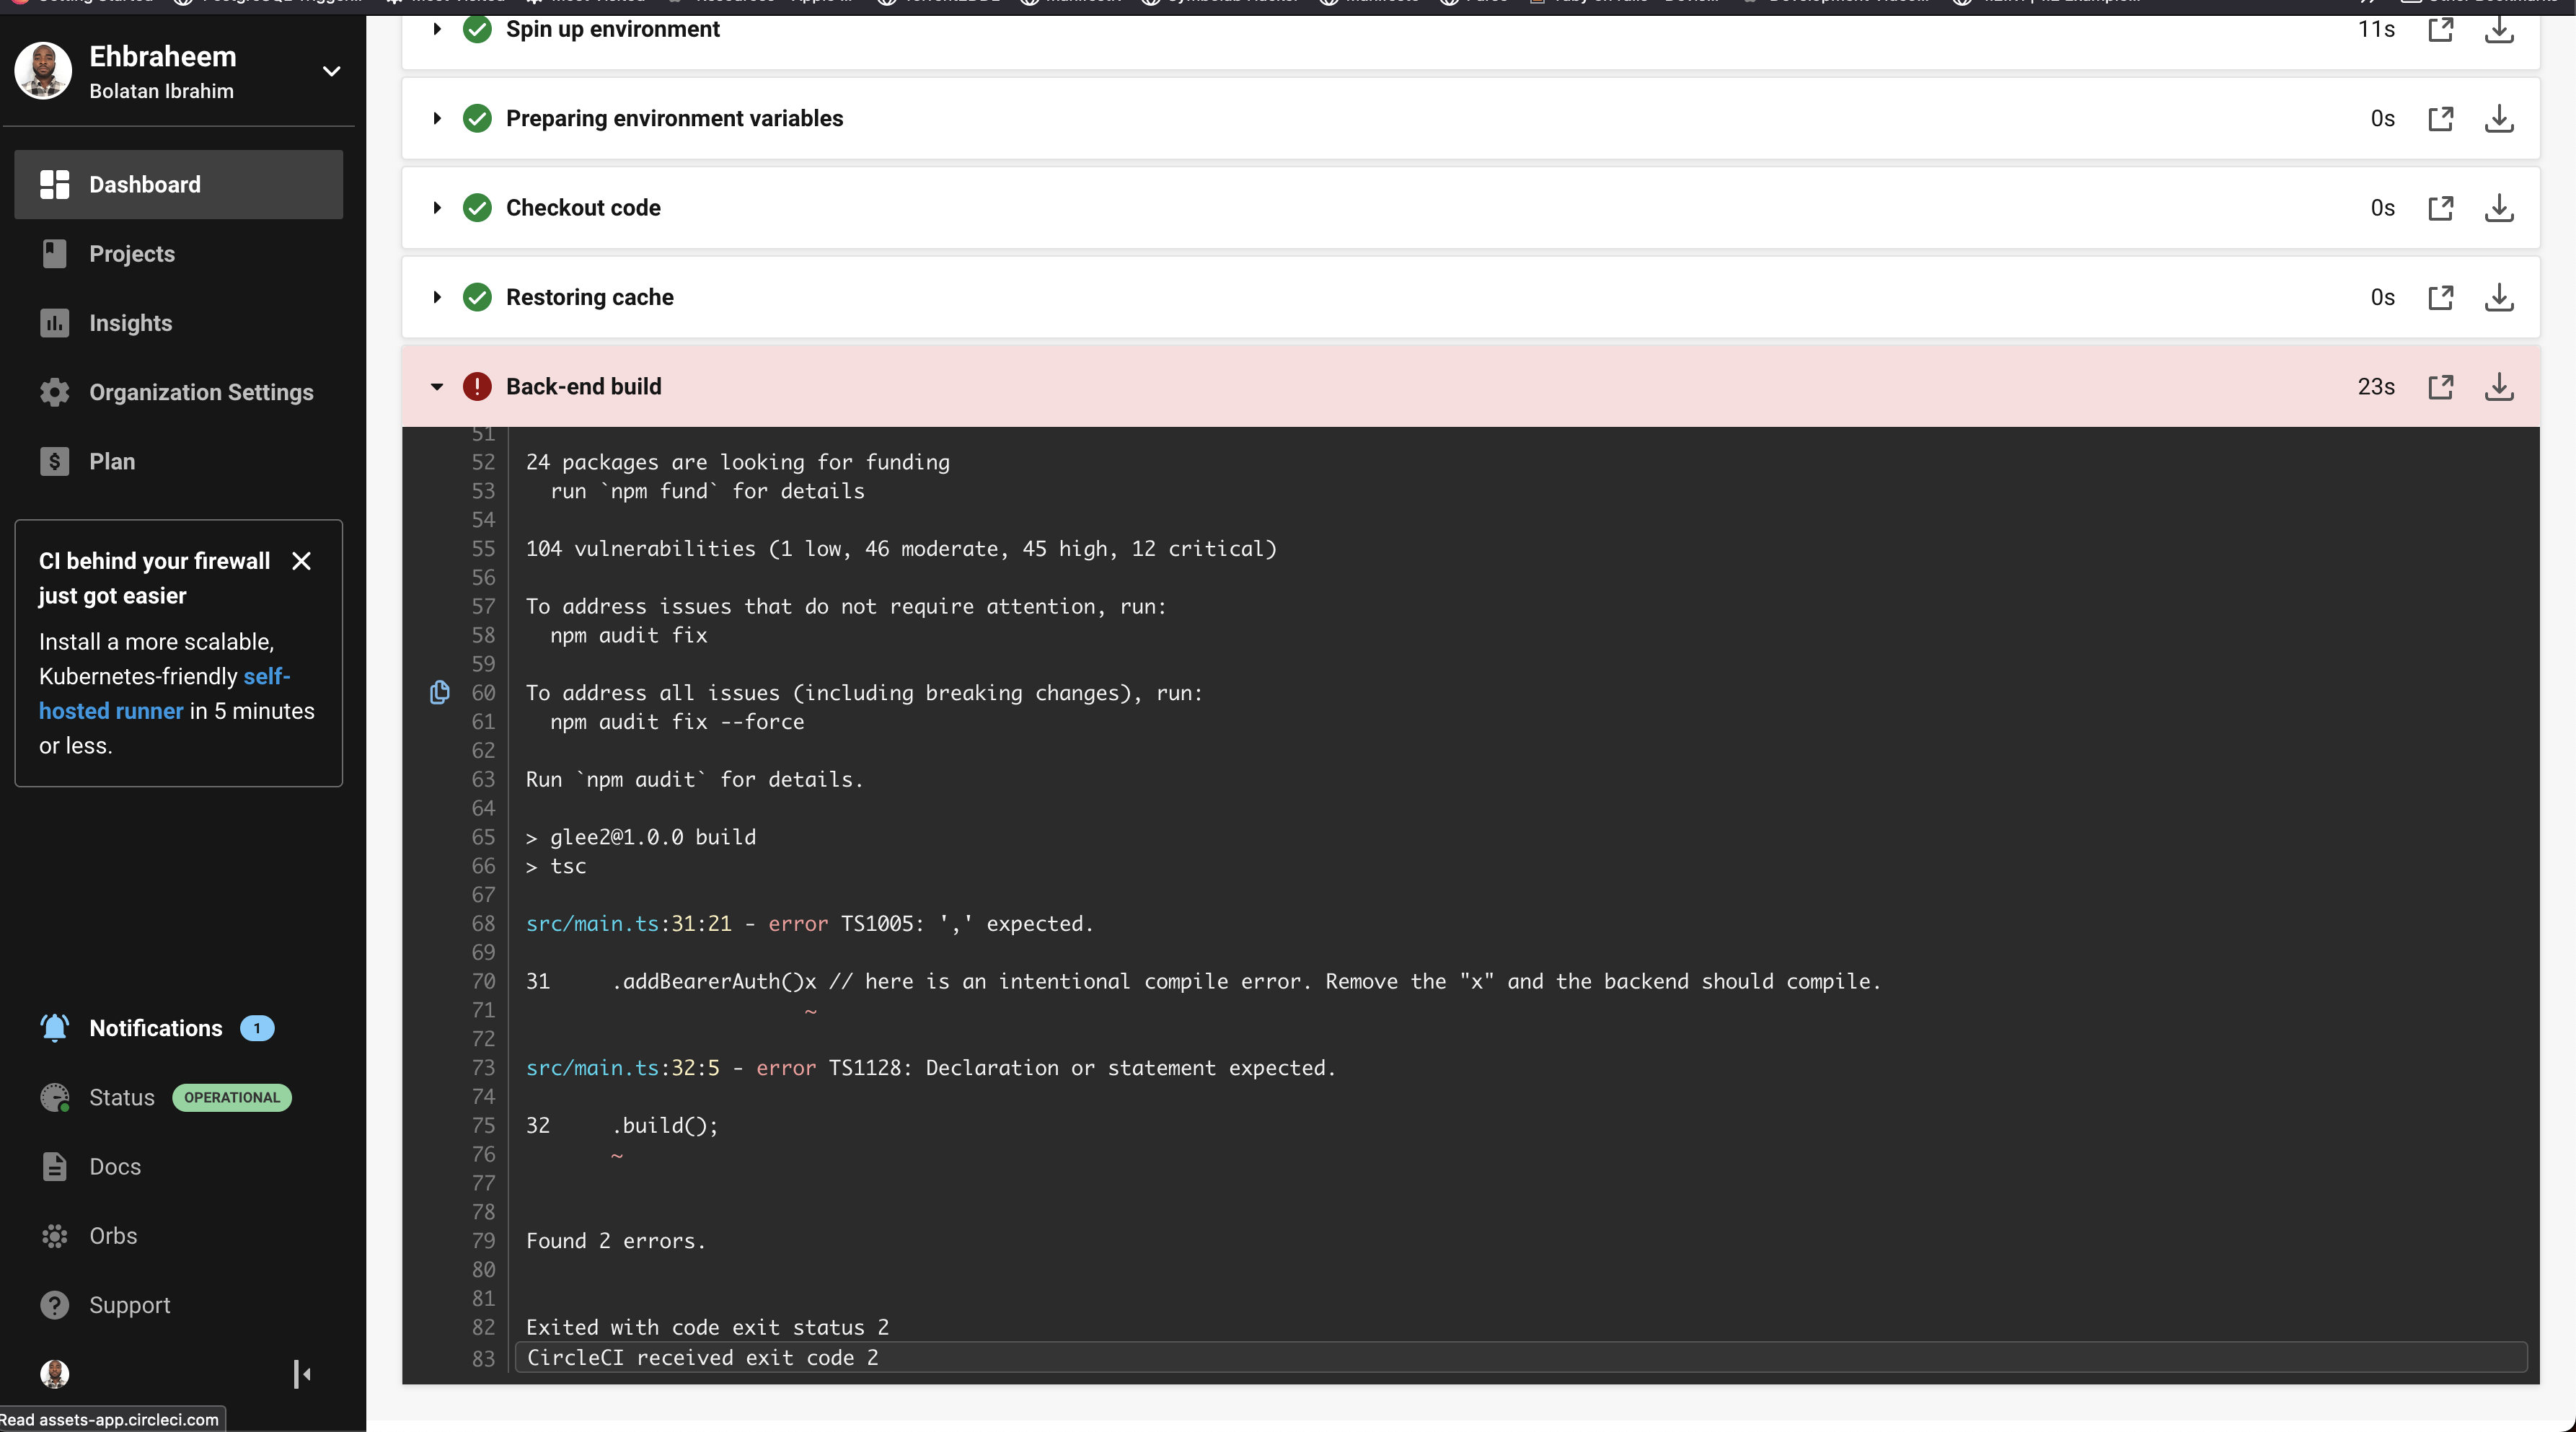 Ehbraheem
Bolatan Ibrahim
Dashboard
Projects
Insights
Organization Settings
Plan
CI behind your firewall
just got easier
Install a more scalable,
Kubernetes-friendly self-
hosted runner in 5 minutes
or less.
Notifications 1
Status OPERATIONAL
Docs
Orbs
Support
Read assets-app.circleci.com
Spin up environment 11s
Preparing environment variables 0s
Checkout code 0s
Restoring cache 0s
Back-end build 23s
51
52 24 packages are looking for funding
53 run `npm fund` for details
54
55 104 vulnerabilities (1 low, 46 moderate, 45 high, 12 critical)
56
57 To address issues that do not require attention, run:
58 npm audit fix
59
60 To address all issues (including breaking changes), run:
61 npm audit fix --force
62
63 Run `npm audit` for details.
64
65 > glee2@1.0.0 build
66 > tsc
67
68 src/main.ts:31:21 - error TS1005: ',' expected.
69
70 31 .addBearerAuth()x // here is an intentional compile error. Remove the "x" and the backend should compile.
71 ~
72
73 src/main.ts:32:5 - error TS1128: Declaration or statement expected.
74
75 32 .build();
76 ~
77
78
79 Found 2 errors.
80
81
82 Exited with code exit status 2
83 CircleCI received exit code 2